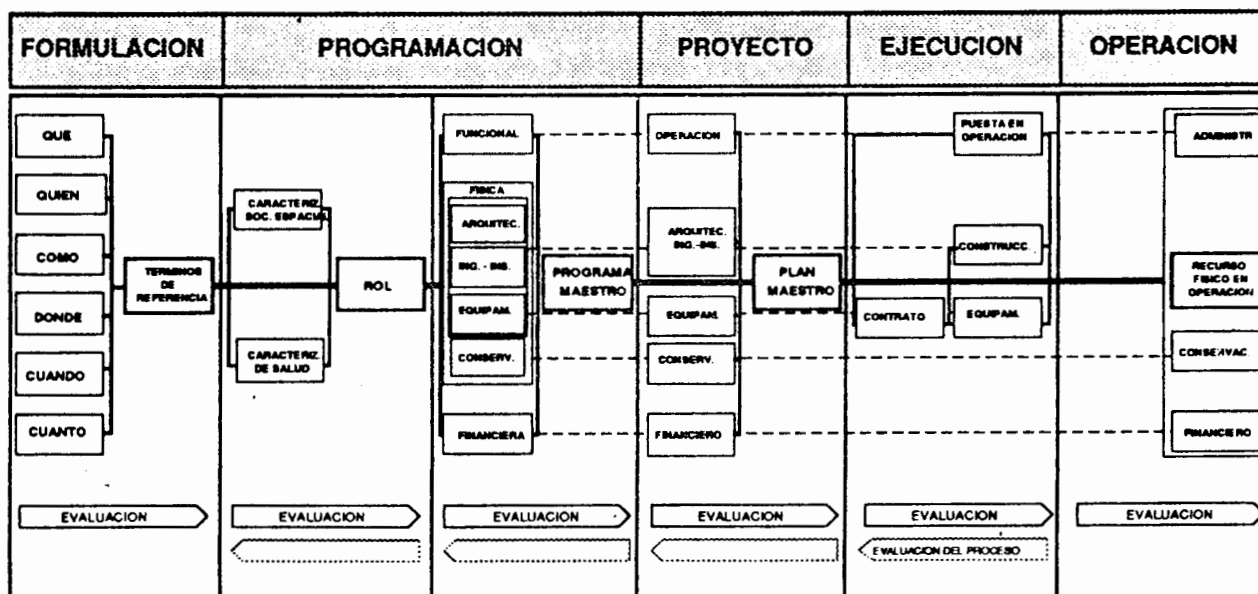 FORMULACION
PROGRAMACION
PROYECTO
EJECUCION
OPERACION
QUE
QUIEN
COMO
DONDE
CUANDO
CUANTO
TERMINOS
DE
REFERENCIA
CARACTERIZ.
SOC. ESPACIAL
CARACTERIZ.
DE SALUD
ROL
FUNCIONAL
FISICA
ARQUITEC.
ING. - INS.
EQUIPAM.
CONSERV.
FINANCIERA
PROGRAMA
MAESTRO
OPERACION
ARQUITEC.
ING.-INS.
EQUIPAM.
CONSERV.
FINANCIERO
PLAN
MAESTRO
CONTRATO
PUESTA EN
OPERACION
CONSTRUCC.
EQUIPAM.
ADMINISTR
RECURSO
FISICO EN
OPERACION
CONSERVAC.
FINANCIERO
EVALUACION
EVALUACION
EVALUACION
EVALUACION
EVALUACION
EVALUACION
EVALUACION DEL PROCESO